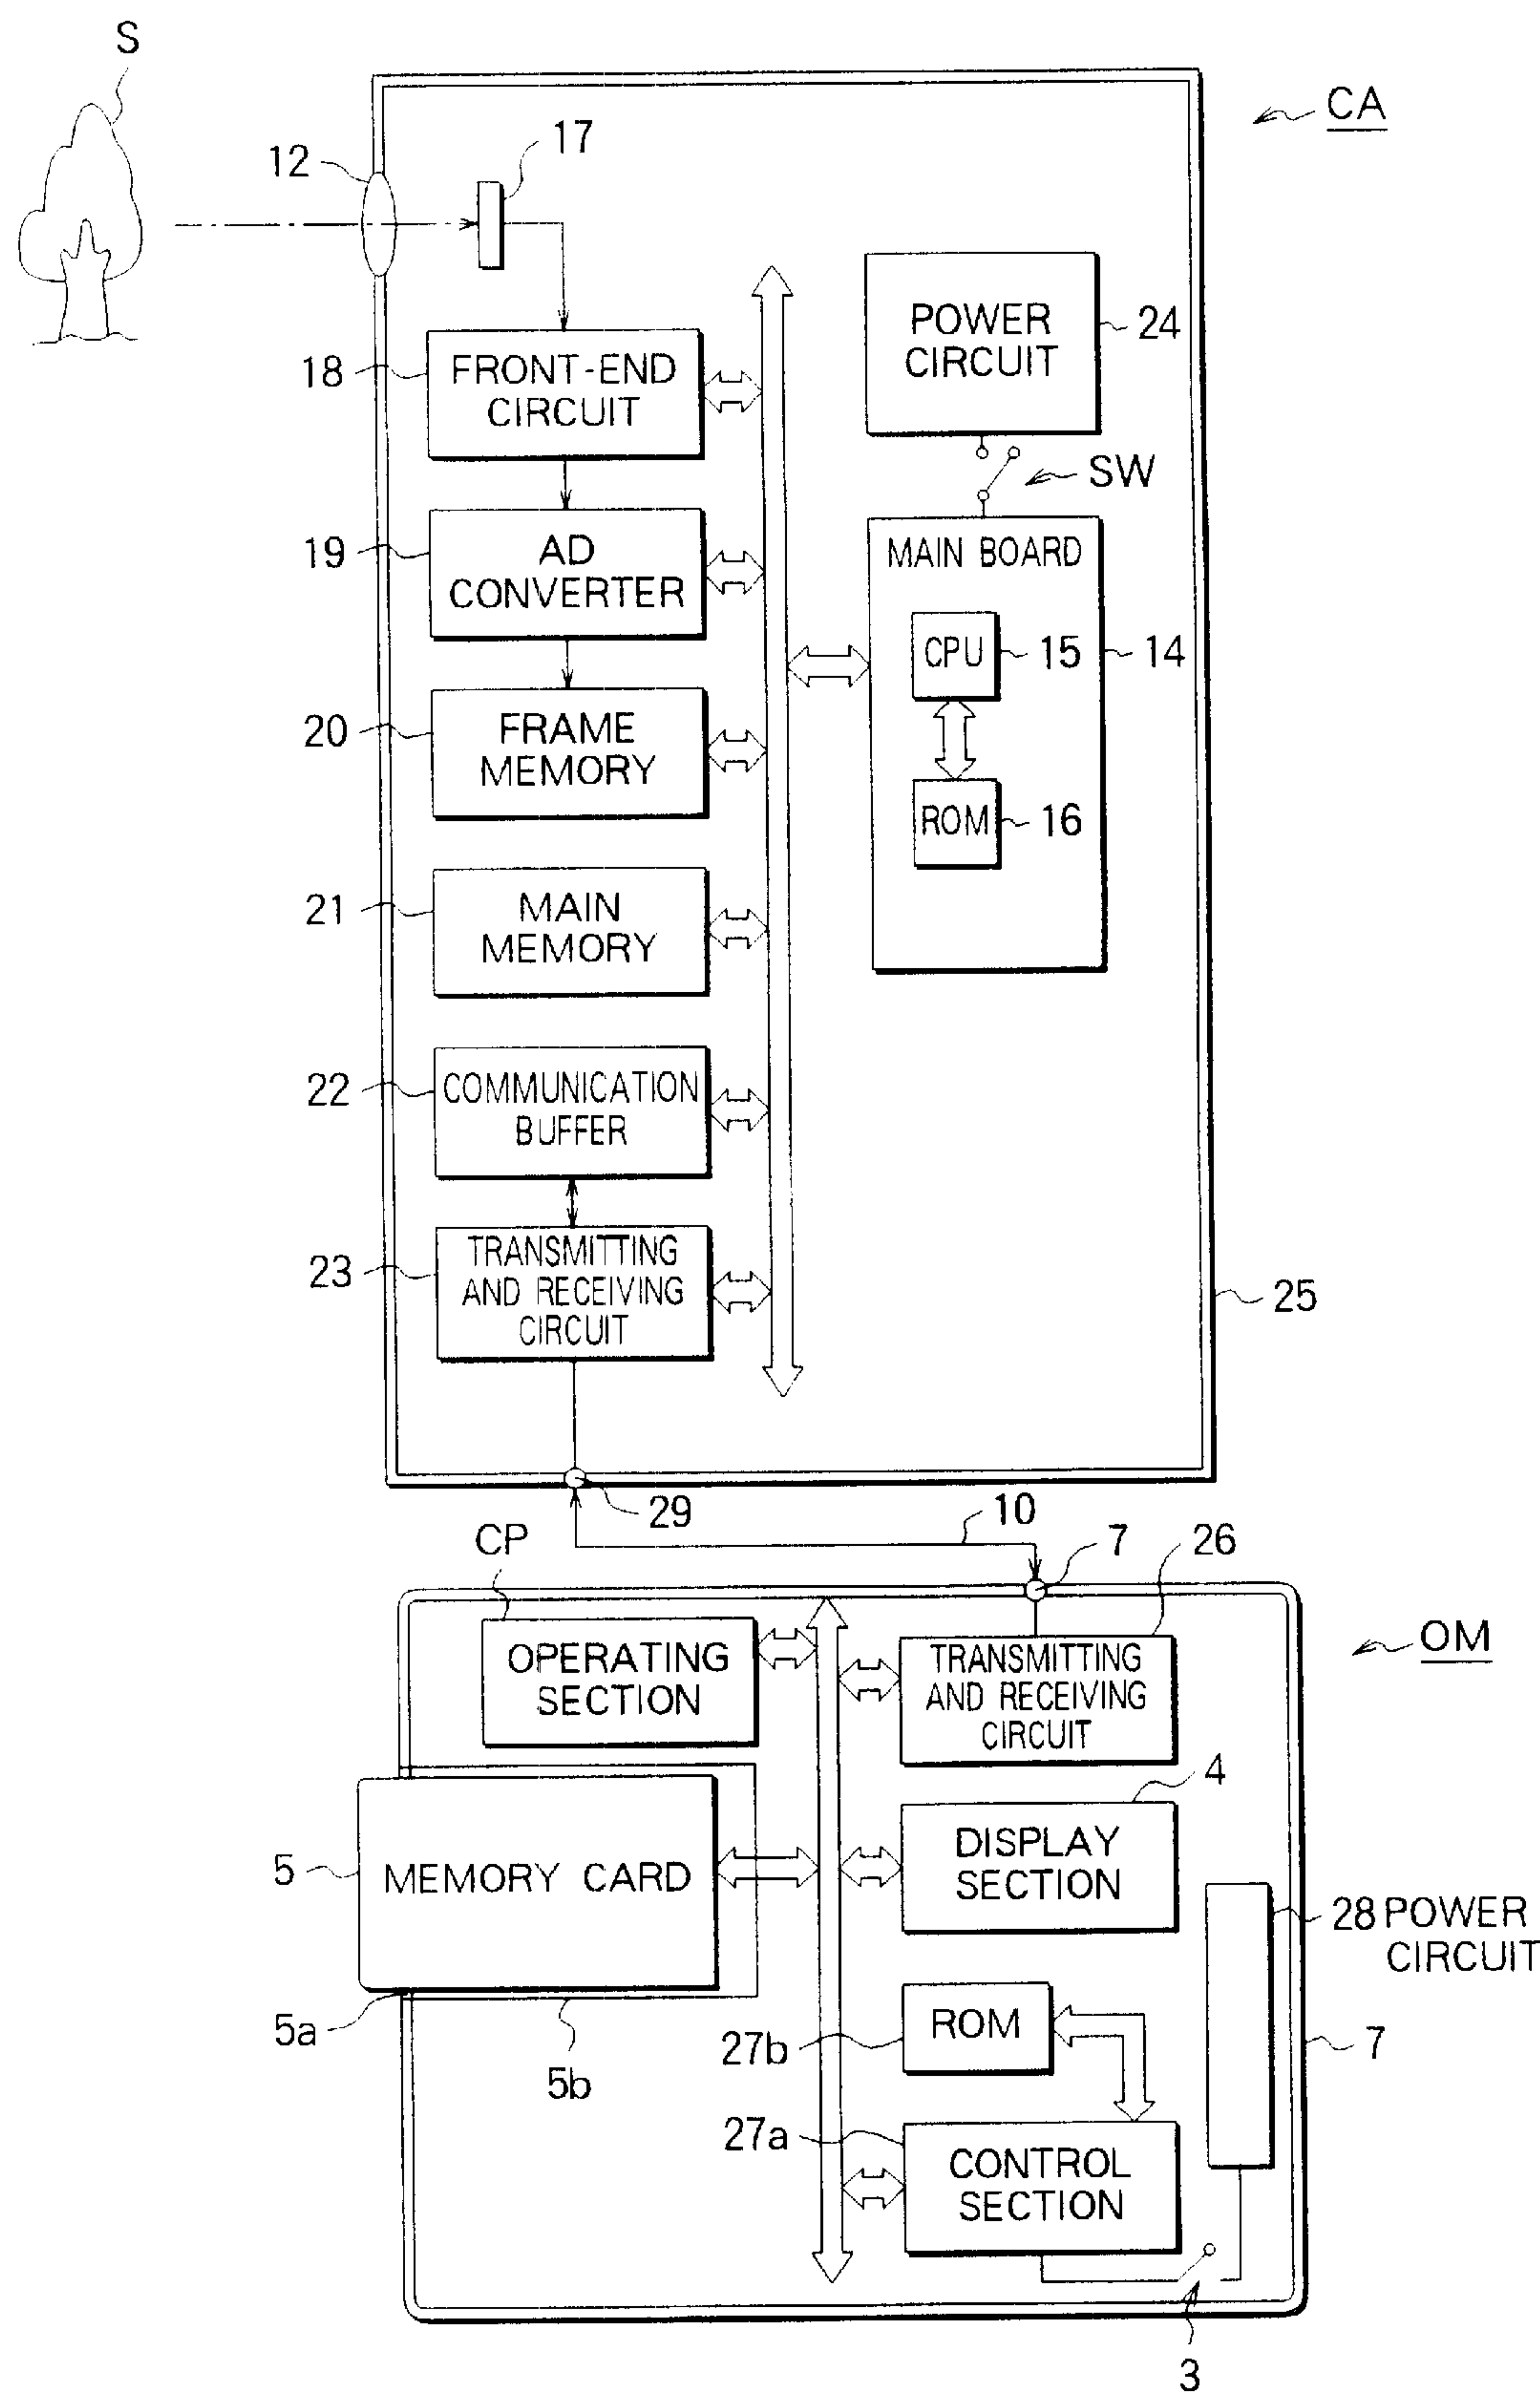 S
CA
12
17
POWER
CIRCUIT
24
18
FRONT-END
CIRCUIT
SW
19
AD
CONVERTER
MAIN BOARD
CPU
15
14
20
FRAME
MEMORY
ROM
16
21
MAIN
MEMORY
22
COMMUNICATION
BUFFER
23
TRANSMITTING
AND RECEIVING
CIRCUIT
25
29
10
CP
7
26
OM
OPERATING
SECTION
TRANSMITTING
AND RECEIVING
CIRCUIT
4
5
MEMORY CARD
DISPLAY
SECTION
28 POWER
CIRCUIT
5a
5b
27b
ROM
7
27a
CONTROL
SECTION
3